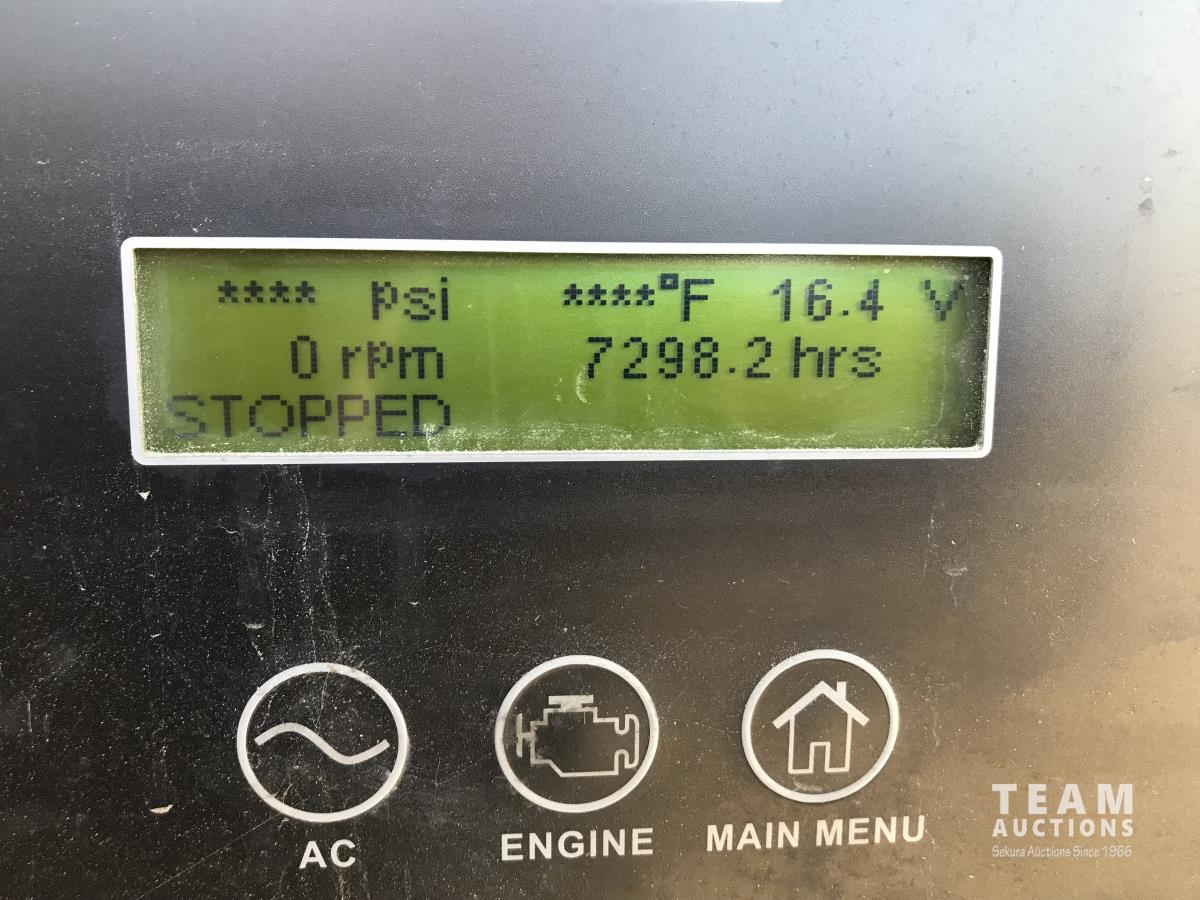 **** psi ****°F 16.4 V
0 rpm 7298.2 hrs
STOPPED
AC ENGINE MAIN MENU
TEAM
AUCTIONS
Sekura Auctions Since 1966